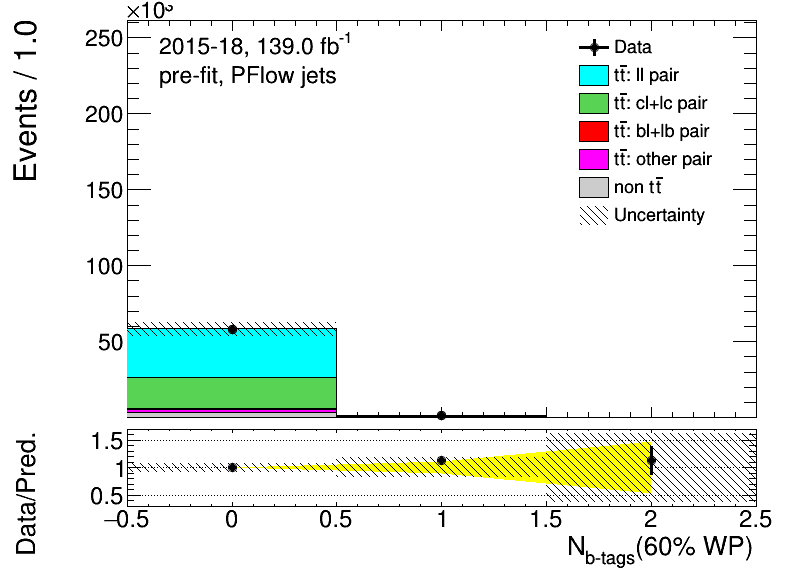 ×10³
Events / 1.0
250
200
150
100
50
2015-18, 139.0 fb⁻¹
pre-fit, PFlow jets
Data
tt̄: ll pair
tt̄: cl+lc pair
tt̄: bl+lb pair
tt̄: other pair
non tt̄
Uncertainty
Data/Pred.
1.5
1
0.5
−0.5 0 0.5 1 1.5 2 2.5
N_b-tags(60% WP)